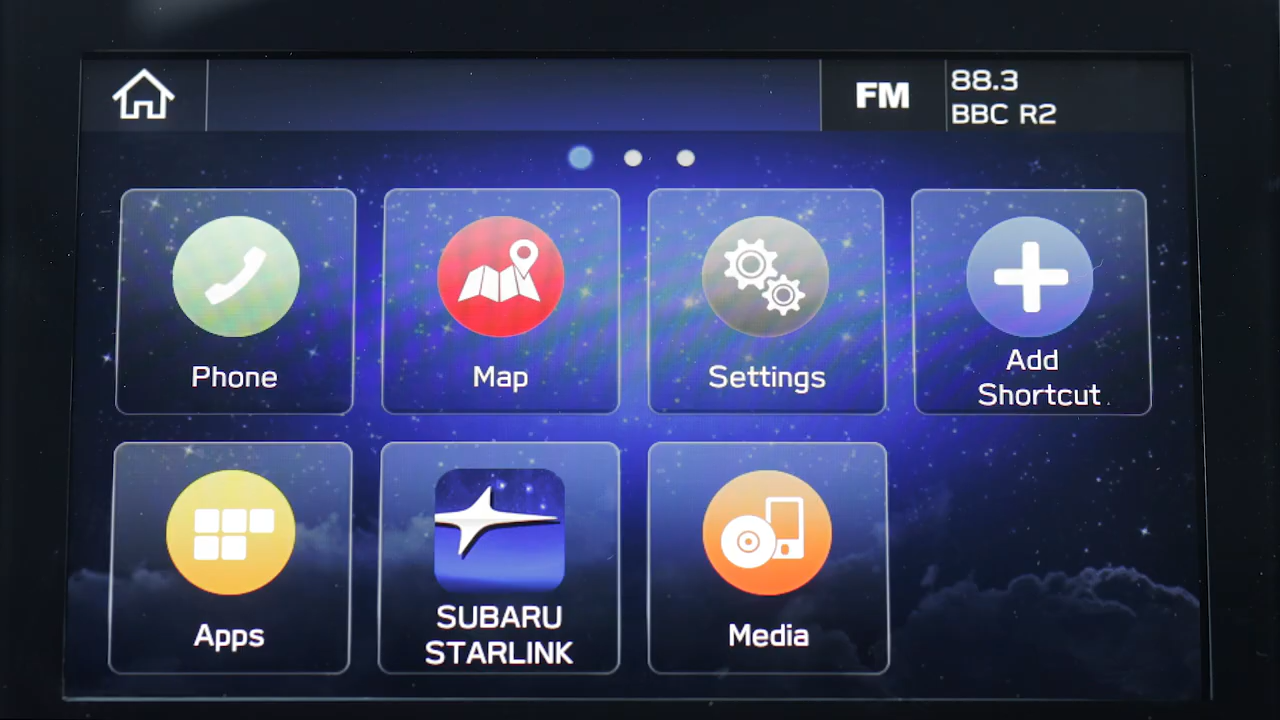 FM
88.3
BBC R2
Phone
Map
Settings
Add
Shortcut
Apps
SUBARU
STARLINK
Media